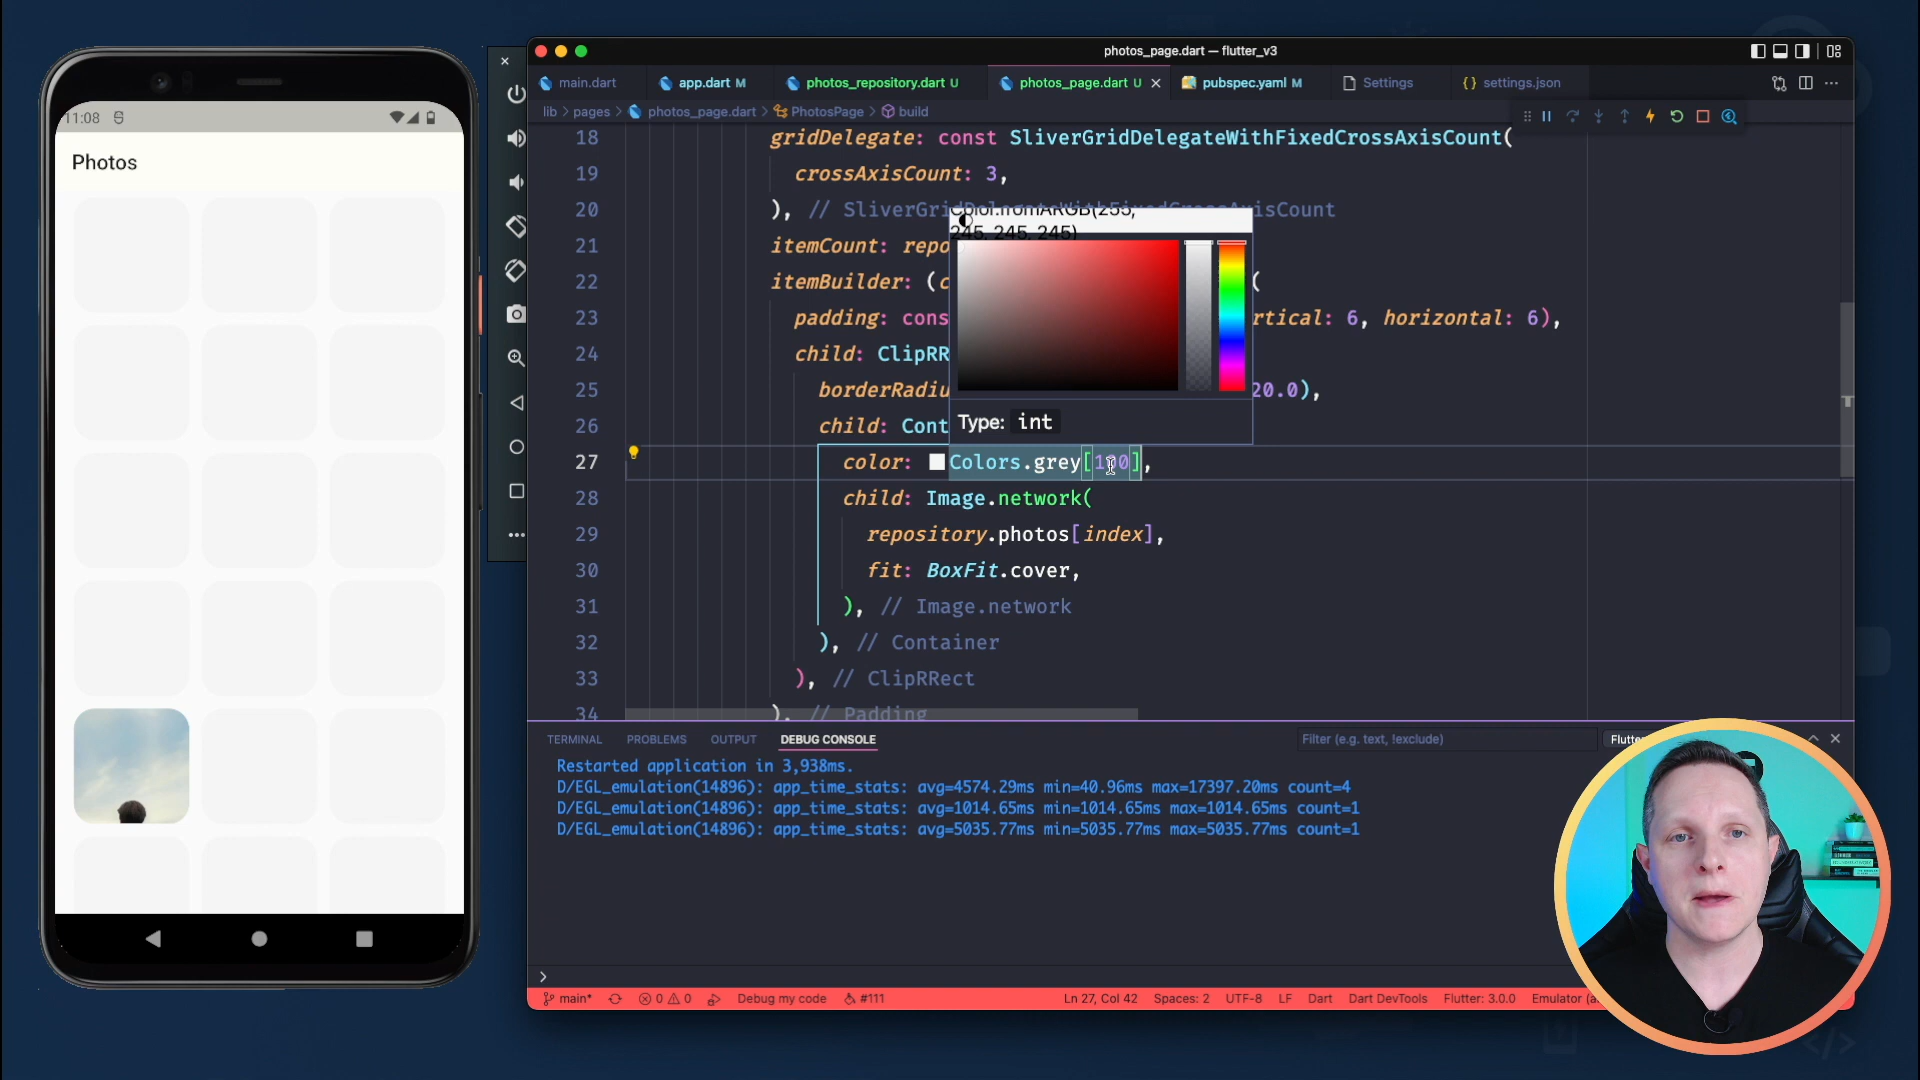 11:08
Photos
photos_page.dart — flutter_v3
main.dart
app.dart M
photos_repository.dart U
photos_page.dart U
pubspec.yaml M
Settings
{} settings.json
lib > pages > photos_page.dart > PhotosPage > build
18 gridDelegate: const SliverGridDelegateWithFixedCrossAxisCount(
19 crossAxisCount: 3,
20 ), // SliverGridDelegateWithFixedCrossAxisCount
Color.fromARGB(255,
245, 245, 245)
21 itemCount: repo
22 itemBuilder: (c (
23 padding: cons rtical: 6, horizontal: 6),
24 child: ClipRR
25 borderRadiu 20.0),
26 child: Cont
Type: int
27 color: Colors.grey[100],
28 child: Image.network(
29 repository.photos[index],
30 fit: BoxFit.cover,
31 ), // Image.network
32 ), // Container
33 ), // ClipRRect
34 ), // Padding
TERMINAL PROBLEMS OUTPUT DEBUG CONSOLE
Filter (e.g. text, !exclude)
Flutte
Restarted application in 3,938ms.
D/EGL_emulation(14896): app_time_stats: avg=4574.29ms min=40.96ms max=17397.20ms count=4
D/EGL_emulation(14896): app_time_stats: avg=1014.65ms min=1014.65ms max=1014.65ms count=1
D/EGL_emulation(14896): app_time_stats: avg=5035.77ms min=5035.77ms max=5035.77ms count=1
>
main* 0 0 Debug my code #111 Ln 27, Col 42 Spaces: 2 UTF-8 LF Dart Dart DevTools Flutter: 3.0.0 Emulator (a